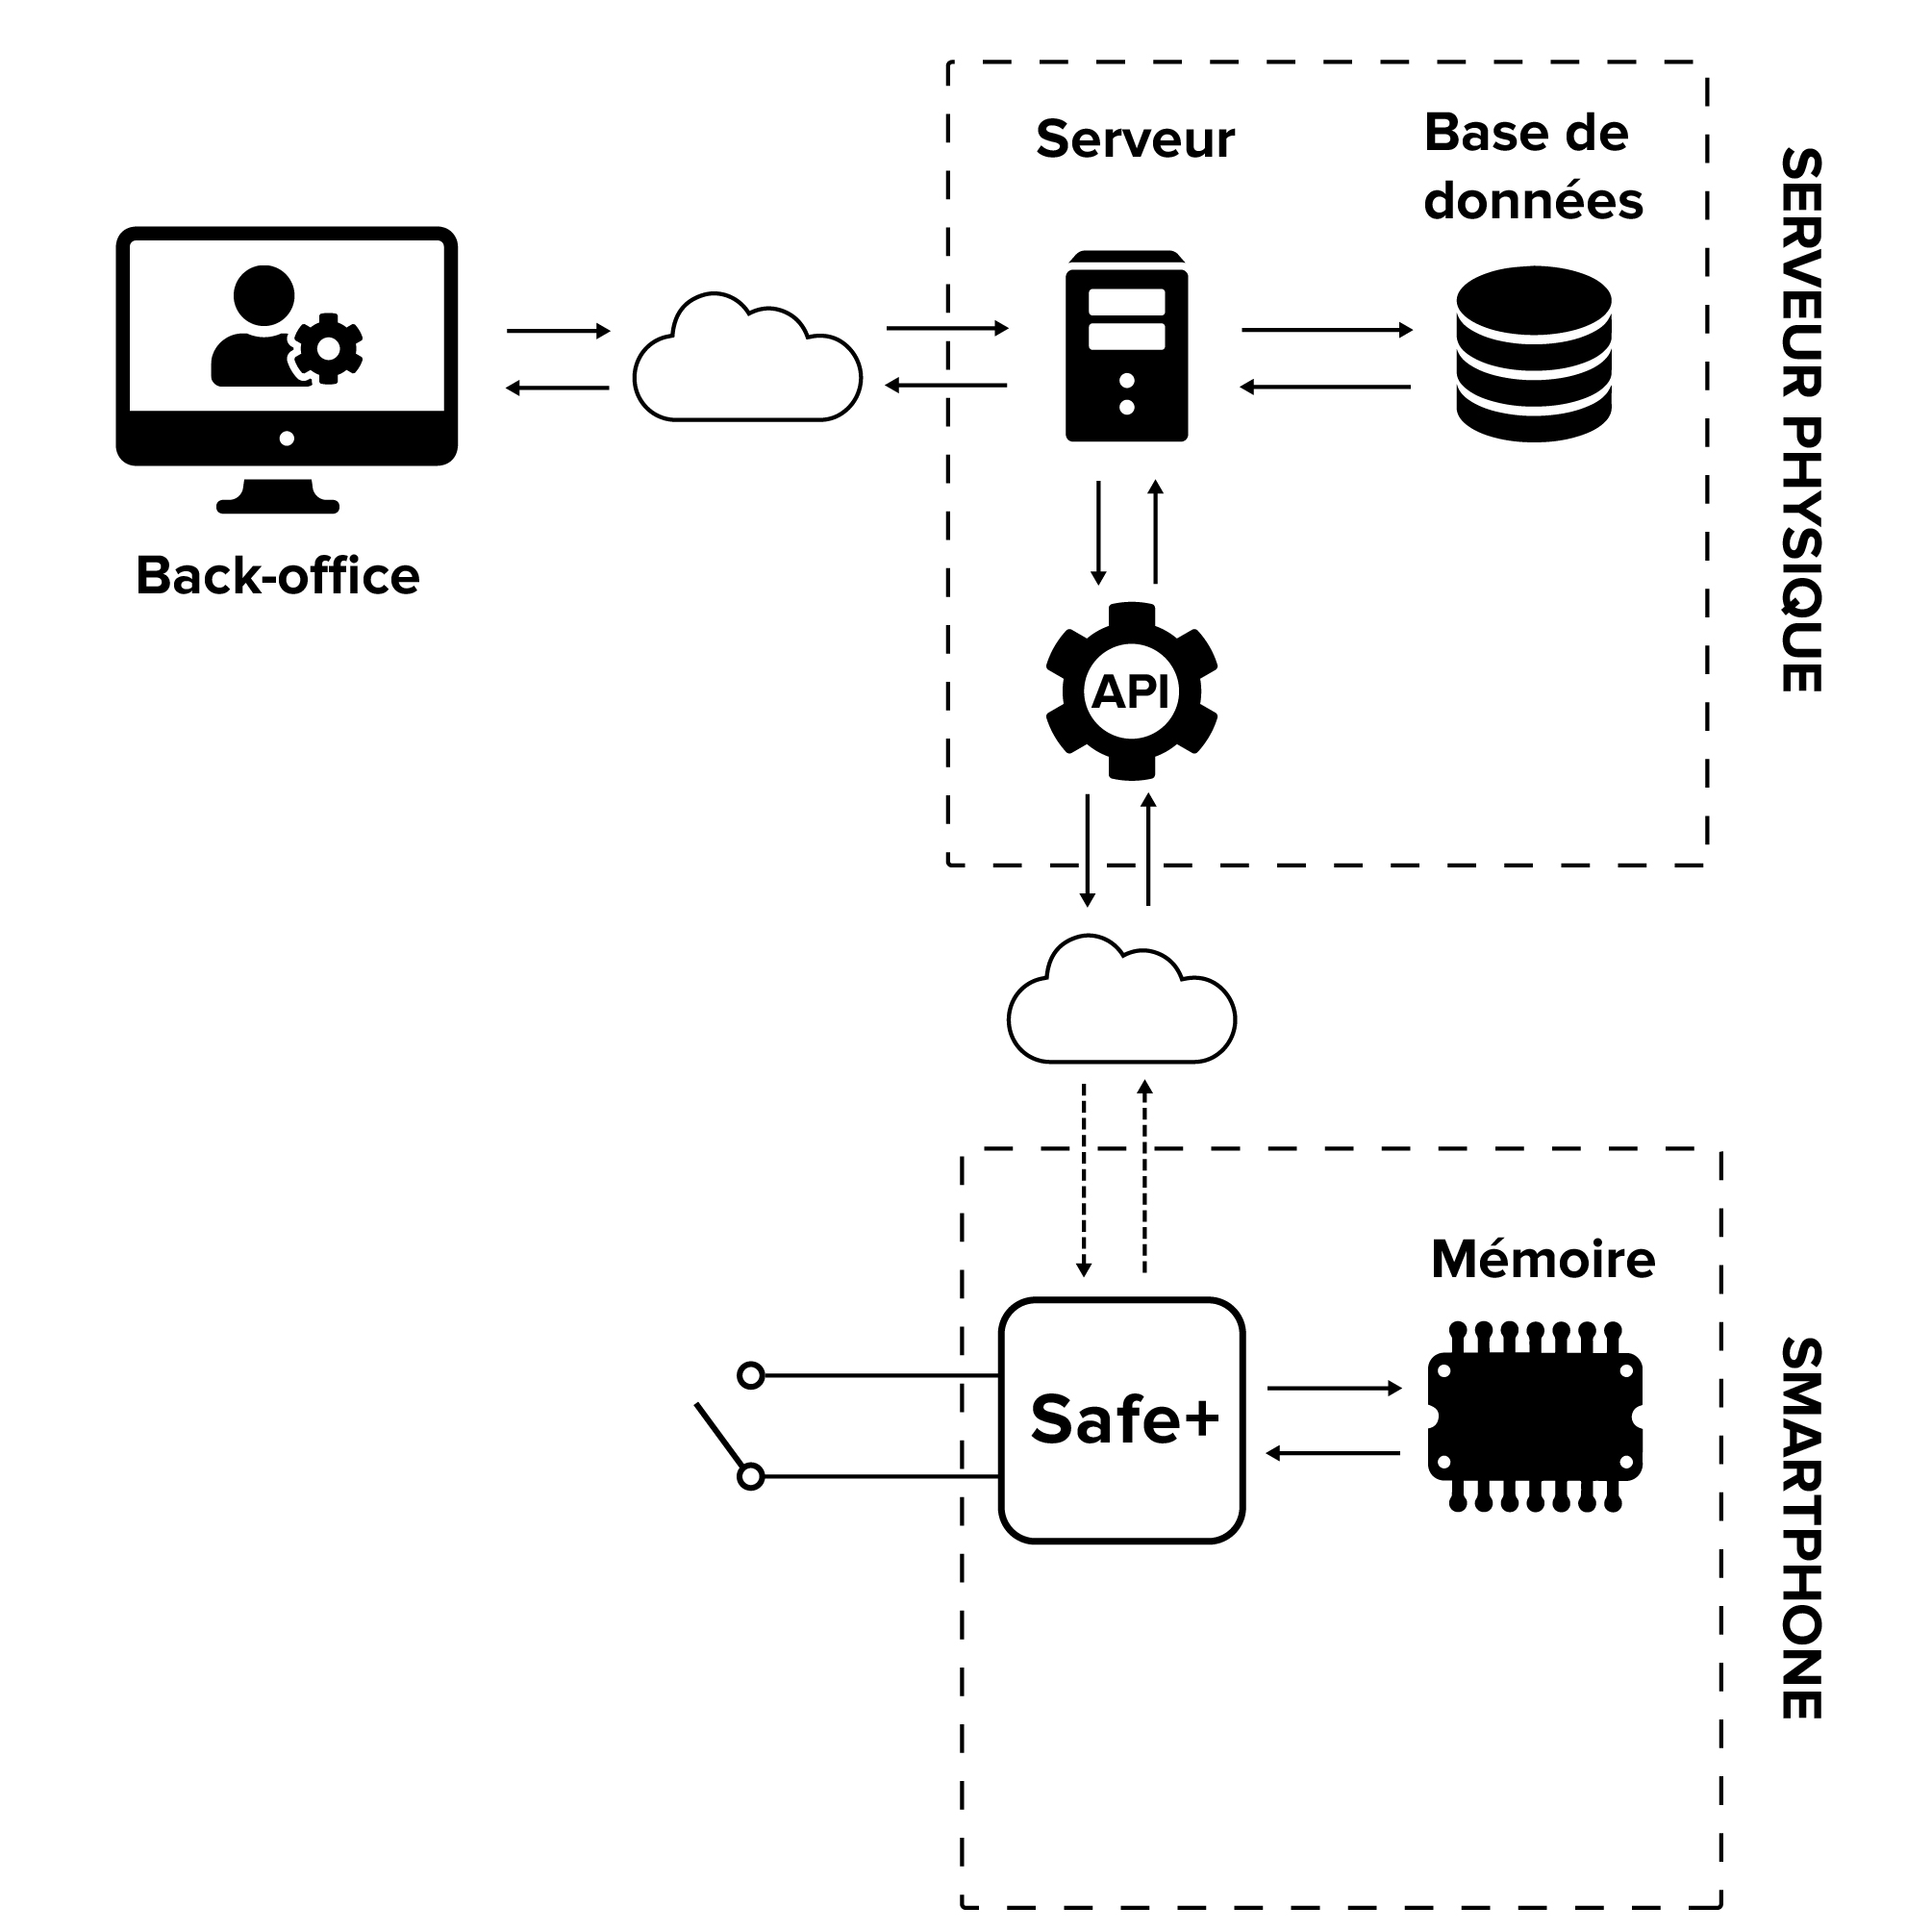 Serveur
Base de
données
SERVEUR PHYSIQUE
Back-office
API
Mémoire
Safe+
SMARTPHONE